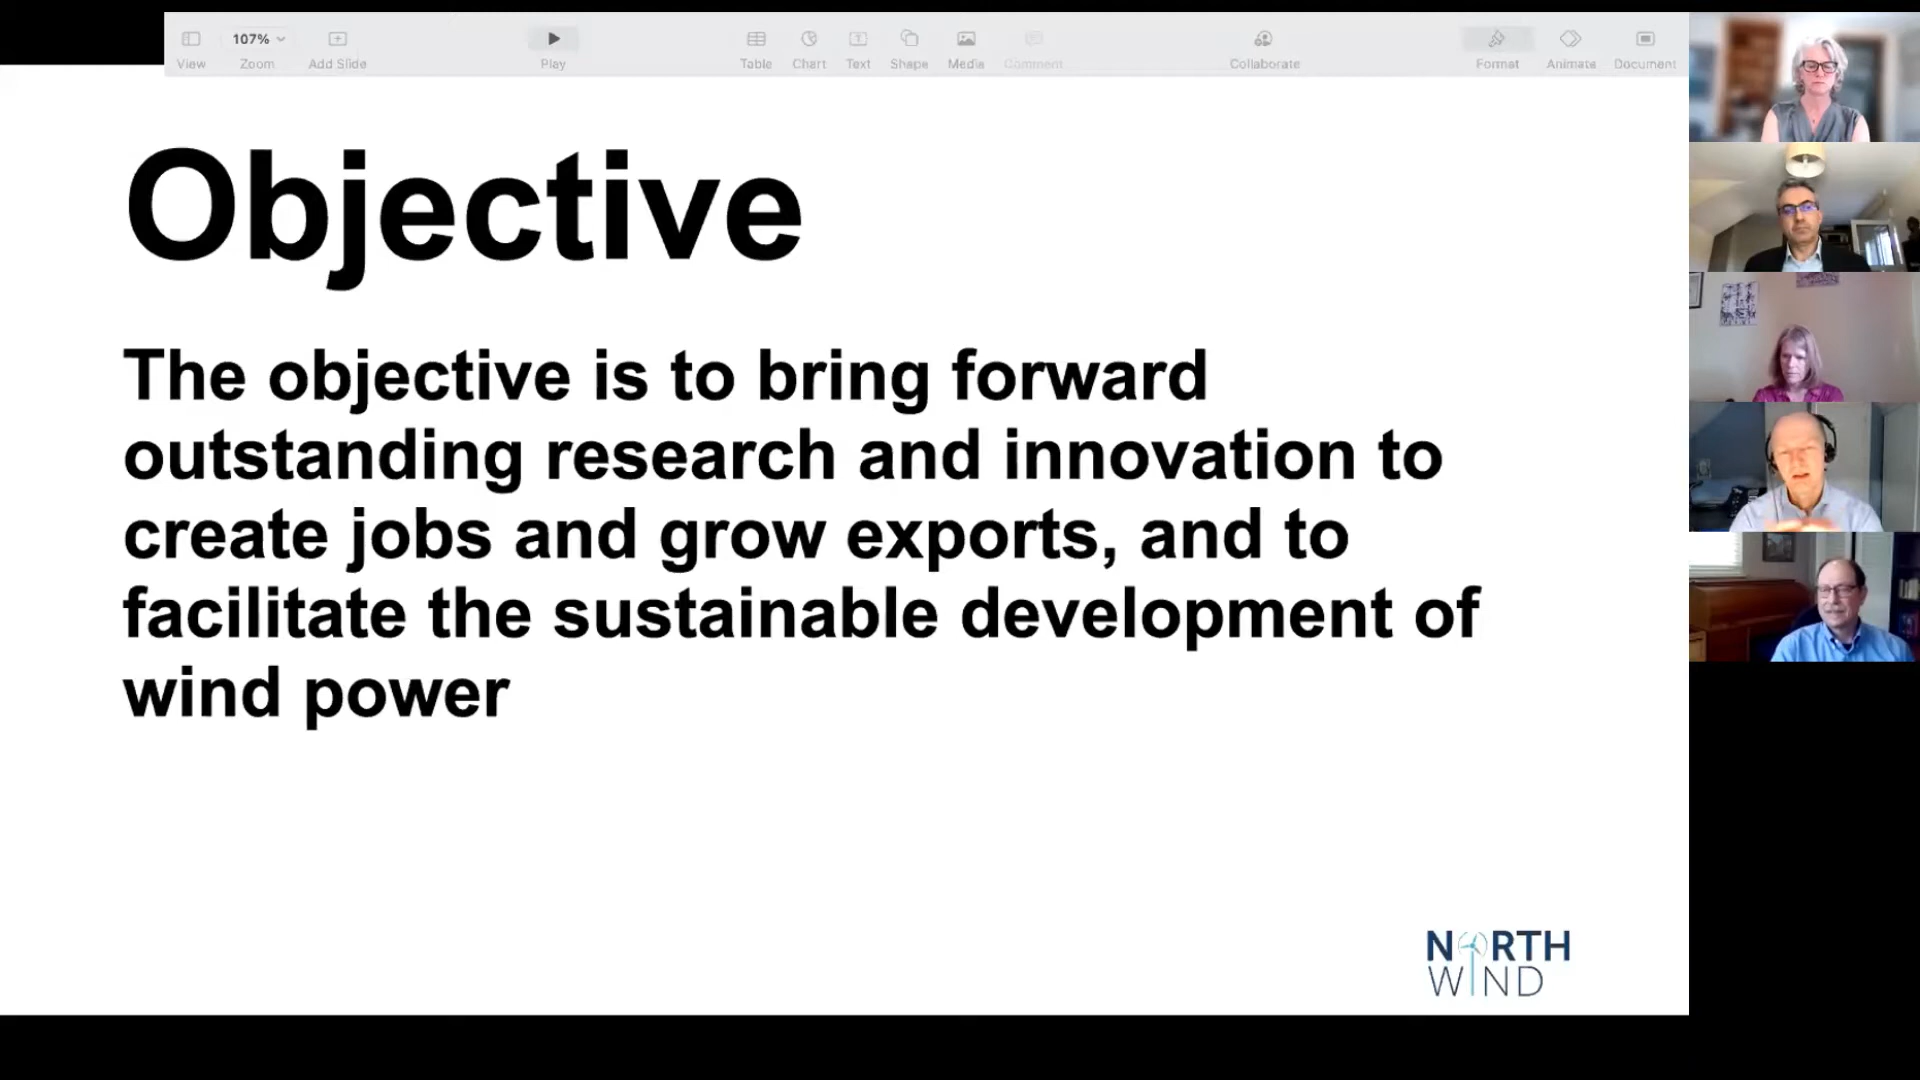 107%
View
Zoom
Add Slide
Play
Table
Chart
Text
Shape
Media
Comment
Collaborate
Format
Animate
Document
Objective
The objective is to bring forward
outstanding research and innovation to
create jobs and grow exports, and to
facilitate the sustainable development of
wind power
NORTH
WIND